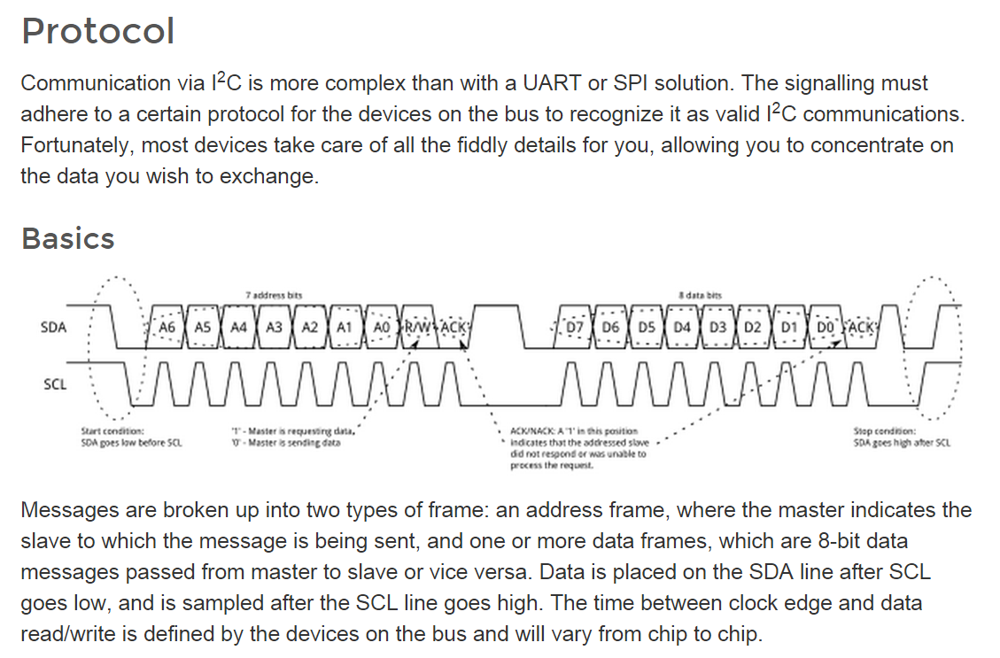 Protocol
Communication via I²C is more complex than with a UART or SPI solution. The signalling must
adhere to a certain protocol for the devices on the bus to recognize it as valid I²C communications.
Fortunately, most devices take care of all the fiddly details for you, allowing you to concentrate on
the data you wish to exchange.
Basics
7 address bits
8 data bits
SDA
A6 A5 A4 A3 A2 A1 A0 R/W ACK
D7 D6 D5 D4 D3 D2 D1 D0 ACK
SCL
Start condition:
SDA goes low before SCL
'1' - Master is requesting data,
'0' - Master is sending data
ACK/NACK: A '1' in this position
indicates that the addressed slave
did not respond or was unable to
process the request.
Stop condition:
SDA goes high after SCL
Messages are broken up into two types of frame: an address frame, where the master indicates the
slave to which the message is being sent, and one or more data frames, which are 8-bit data
messages passed from master to slave or vice versa. Data is placed on the SDA line after SCL
goes low, and is sampled after the SCL line goes high. The time between clock edge and data
read/write is defined by the devices on the bus and will vary from chip to chip.